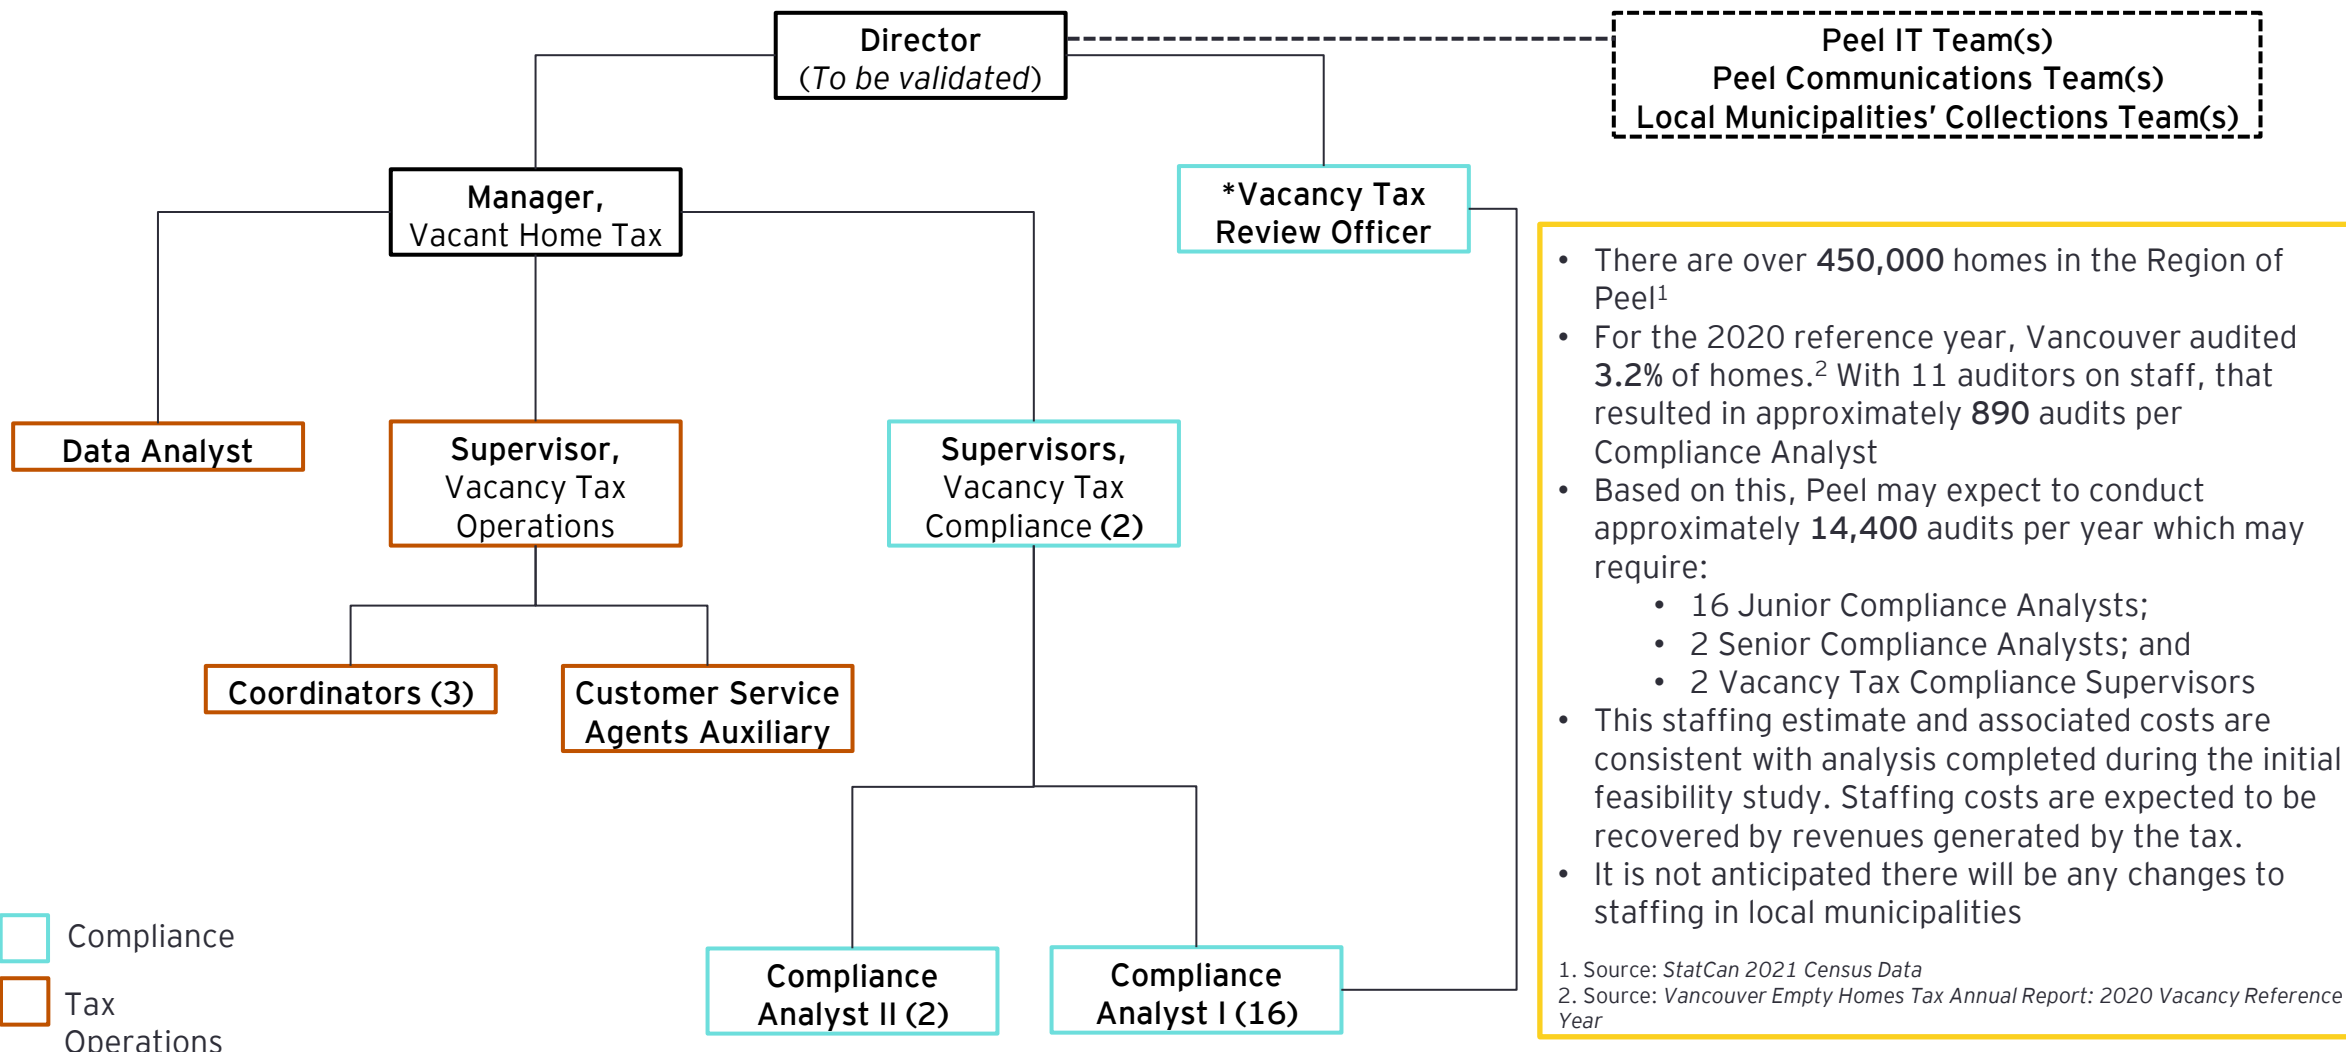 Director
(To be validated)
Peel IT Team(s)
Peel Communications Team(s)
Local Municipalities' Collections Team(s)
Manager,
Vacant Home Tax
*Vacancy Tax
Review Officer
Data Analyst
Supervisor,
Vacancy Tax
Operations
Supervisors,
Vacancy Tax
Compliance (2)
Coordinators (3)
Customer Service
Agents Auxiliary
Compliance
Analyst II (2)
Compliance
Analyst I (16)
Compliance
Tax
Operations
• There are over 450,000 homes in the Region of
Peel¹
• For the 2020 reference year, Vancouver audited
3.2% of homes.² With 11 auditors on staff, that
resulted in approximately 890 audits per
Compliance Analyst
• Based on this, Peel may expect to conduct
approximately 14,400 audits per year which may
require:
• 16 Junior Compliance Analysts;
• 2 Senior Compliance Analysts; and
• 2 Vacancy Tax Compliance Supervisors
• This staffing estimate and associated costs are
consistent with analysis completed during the initial
feasibility study. Staffing costs are expected to be
recovered by revenues generated by the tax.
• It is not anticipated there will be any changes to
staffing in local municipalities
1. Source: StatCan 2021 Census Data
2. Source: Vancouver Empty Homes Tax Annual Report: 2020 Vacancy Reference
Year